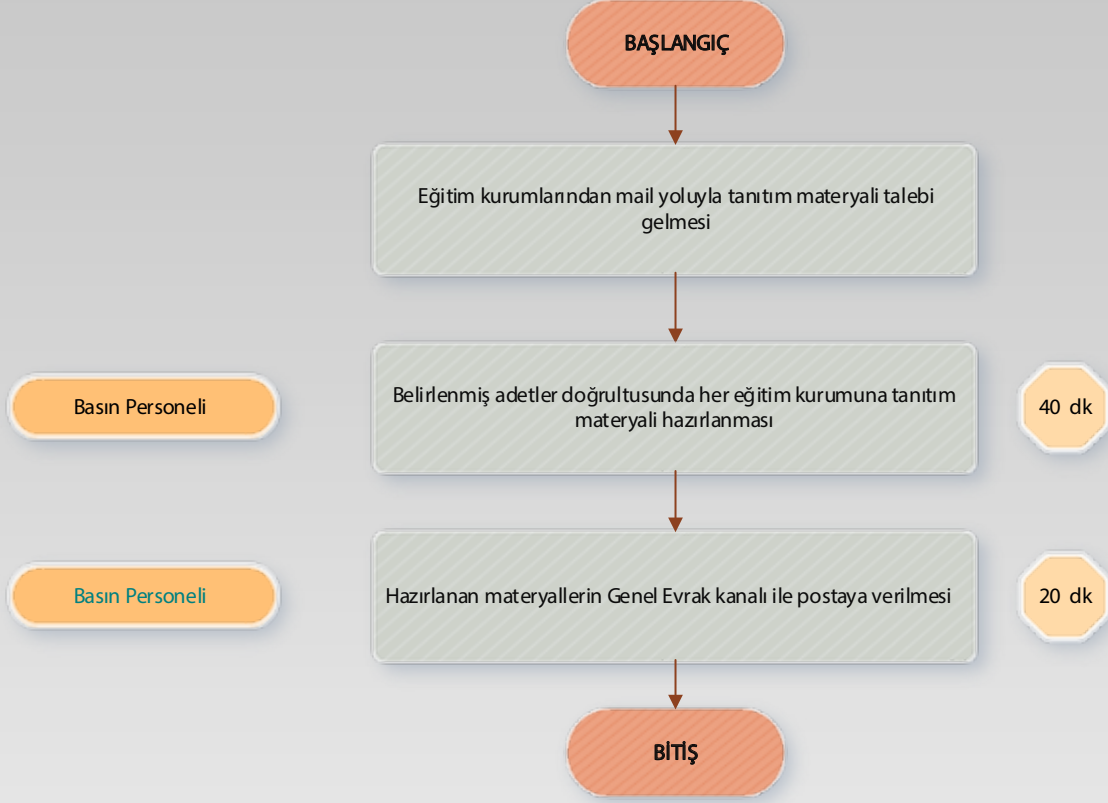 BAŞLANGIÇ
Eğitim kurumlarından mail yoluyla tanıtım materyali talebi
gelmesi
Basın Personeli
Belirlenmiş adetler doğrultusunda her eğitim kurumuna tanıtım
materyali hazırlanması
40 dk
Basın Personeli
Hazırlanan materyallerin Genel Evrak kanalı ile postaya verilmesi
20 dk
BİTİŞ